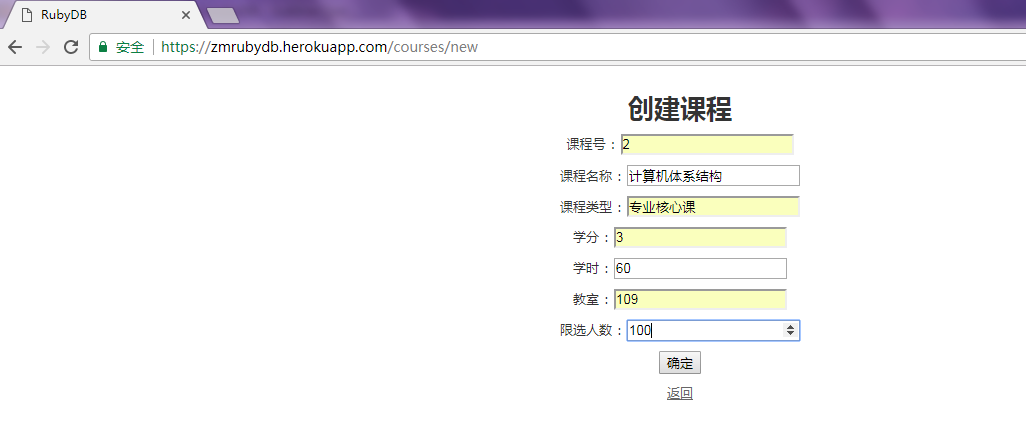 RubyDB
安全 https://zmrubydb.herokuapp.com/courses/new
创建课程
课程号：2
课程名称：计算机体系结构
课程类型：专业核心课
学分：3
学时：60
教室：109
限选人数：100
确定
返回